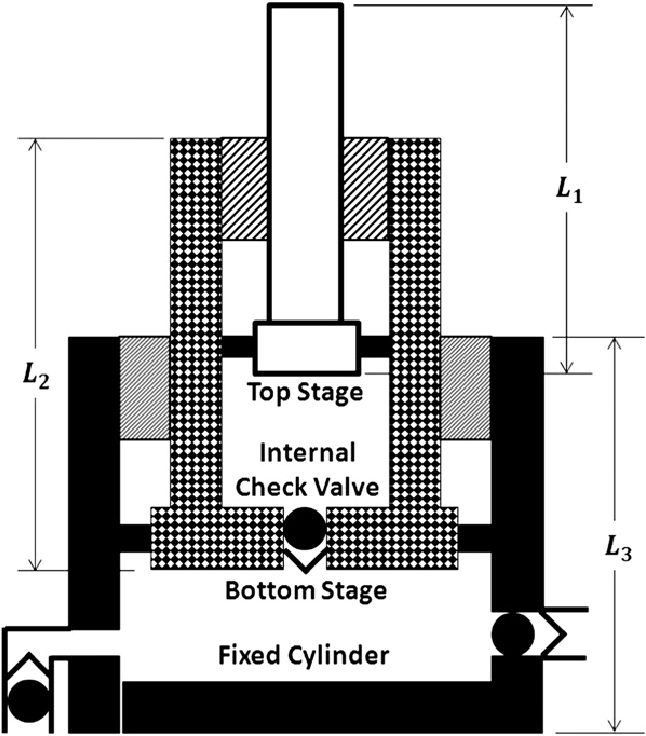 L1
L2
Top Stage
Internal
Check Valve
L3
Bottom Stage
Fixed Cylinder